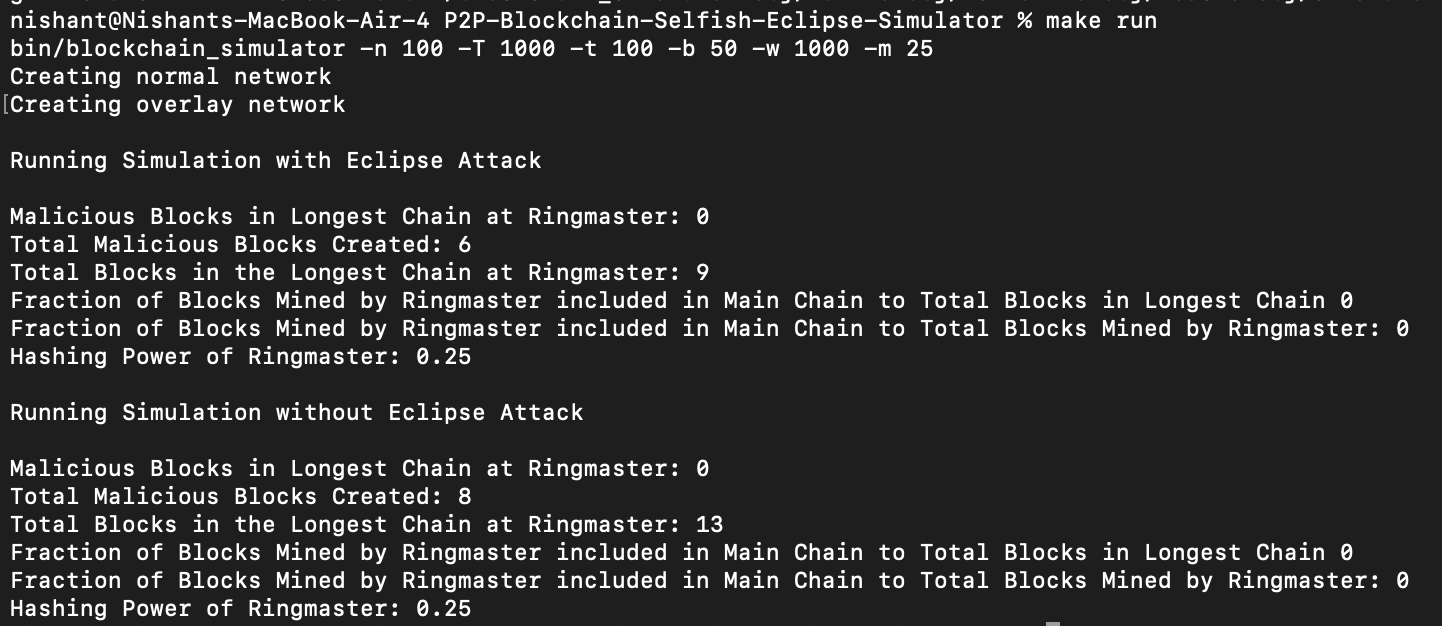 nishant@Nishants-MacBook-Air-4 P2P-Blockchain-Selfish-Eclipse-Simulator % make run
bin/blockchain_simulator -n 100 -T 1000 -t 100 -b 50 -w 1000 -m 25
Creating normal network
[Creating overlay network
Running Simulation with Eclipse Attack
Malicious Blocks in Longest Chain at Ringmaster: 0
Total Malicious Blocks Created: 6
Total Blocks in the Longest Chain at Ringmaster: 9
Fraction of Blocks Mined by Ringmaster included in Main Chain to Total Blocks in Longest Chain 0
Fraction of Blocks Mined by Ringmaster included in Main Chain to Total Blocks Mined by Ringmaster: 0
Hashing Power of Ringmaster: 0.25
Running Simulation without Eclipse Attack
Malicious Blocks in Longest Chain at Ringmaster: 0
Total Malicious Blocks Created: 8
Total Blocks in the Longest Chain at Ringmaster: 13
Fraction of Blocks Mined by Ringmaster included in Main Chain to Total Blocks in Longest Chain 0
Fraction of Blocks Mined by Ringmaster included in Main Chain to Total Blocks Mined by Ringmaster: 0
Hashing Power of Ringmaster: 0.25